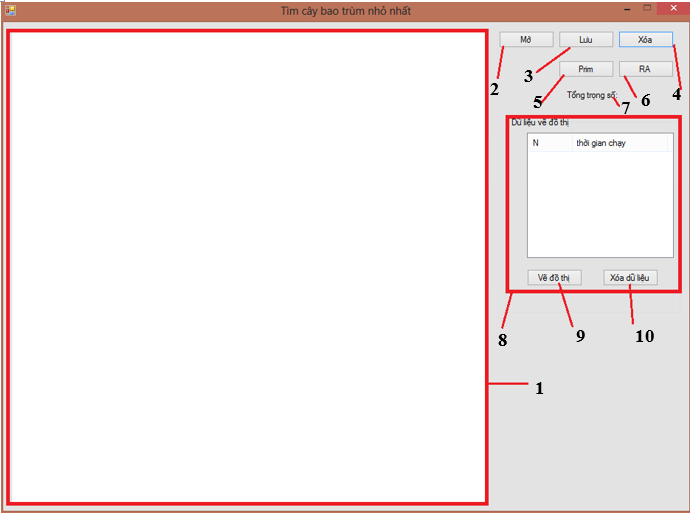 Tìm cây bao trùm nhỏ nhất
Mở Lưu Xóa
2 3 4
Prim RA
5 6
Tổng trọng số:
7
Dữ liệu vẽ đồ thị
N thời gian chạy
Vẽ đồ thị Xóa dữ liệu
8 9 10
1